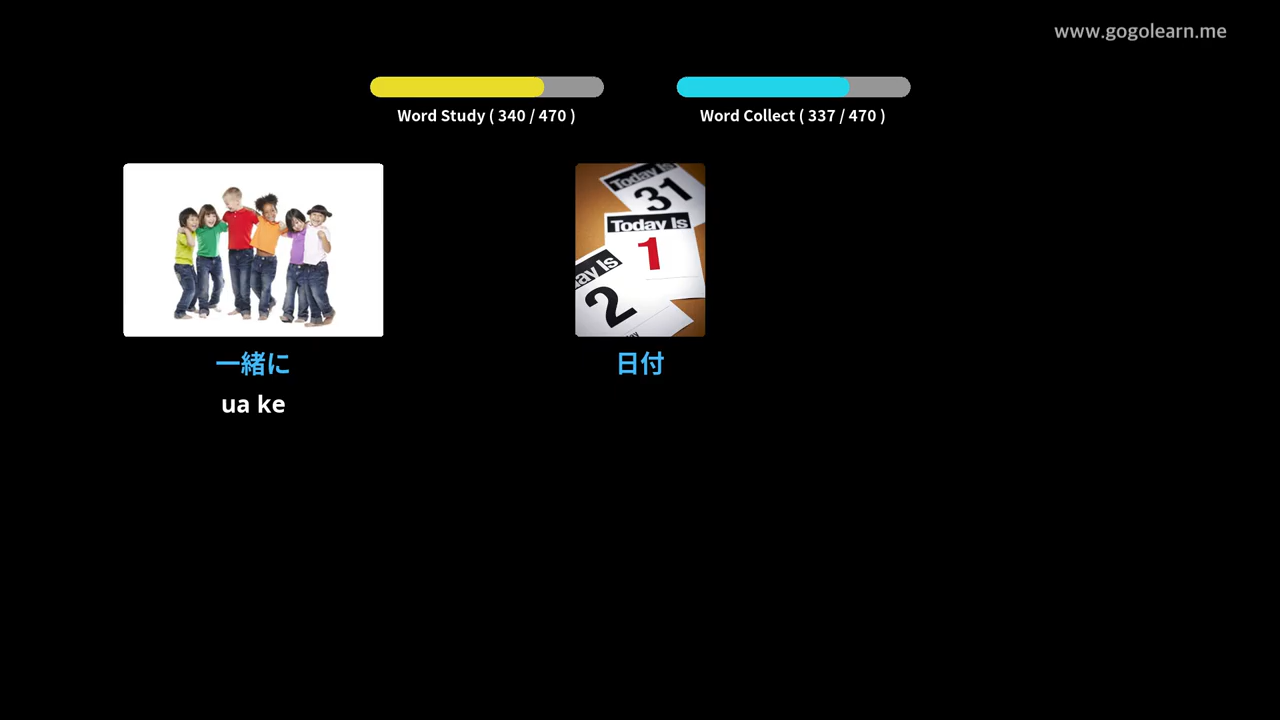 www.gogolearn.me
Word Study ( 340 / 470 )
Word Collect ( 337 / 470 )
Today Is
31
Today Is
1
ay Is
2
一緒に
日付
ua ke